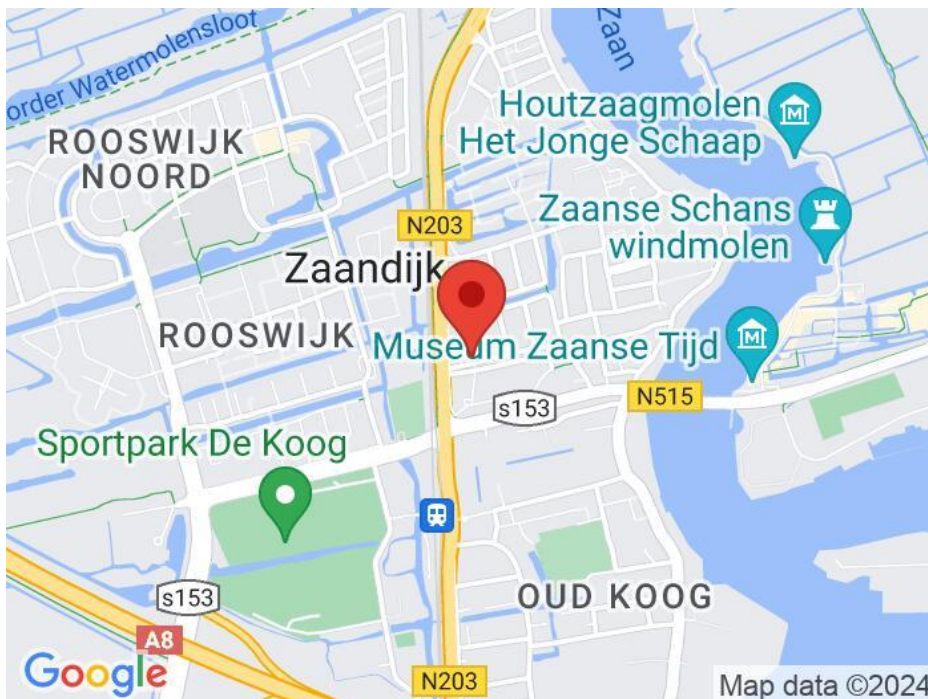 order Watermolensloot
Zaan
Houtzaagmolen
Het Jonge Schaap
ROOSWIJK
NOORD
N203
Zaanse Schans
windmolen
Zaandijk
ROOSWIJK
Museum Zaanse Tijd
s153
N515
Sportpark De Koog
s153
OUD KOOG
A8
Google
N203
Map data ©2024